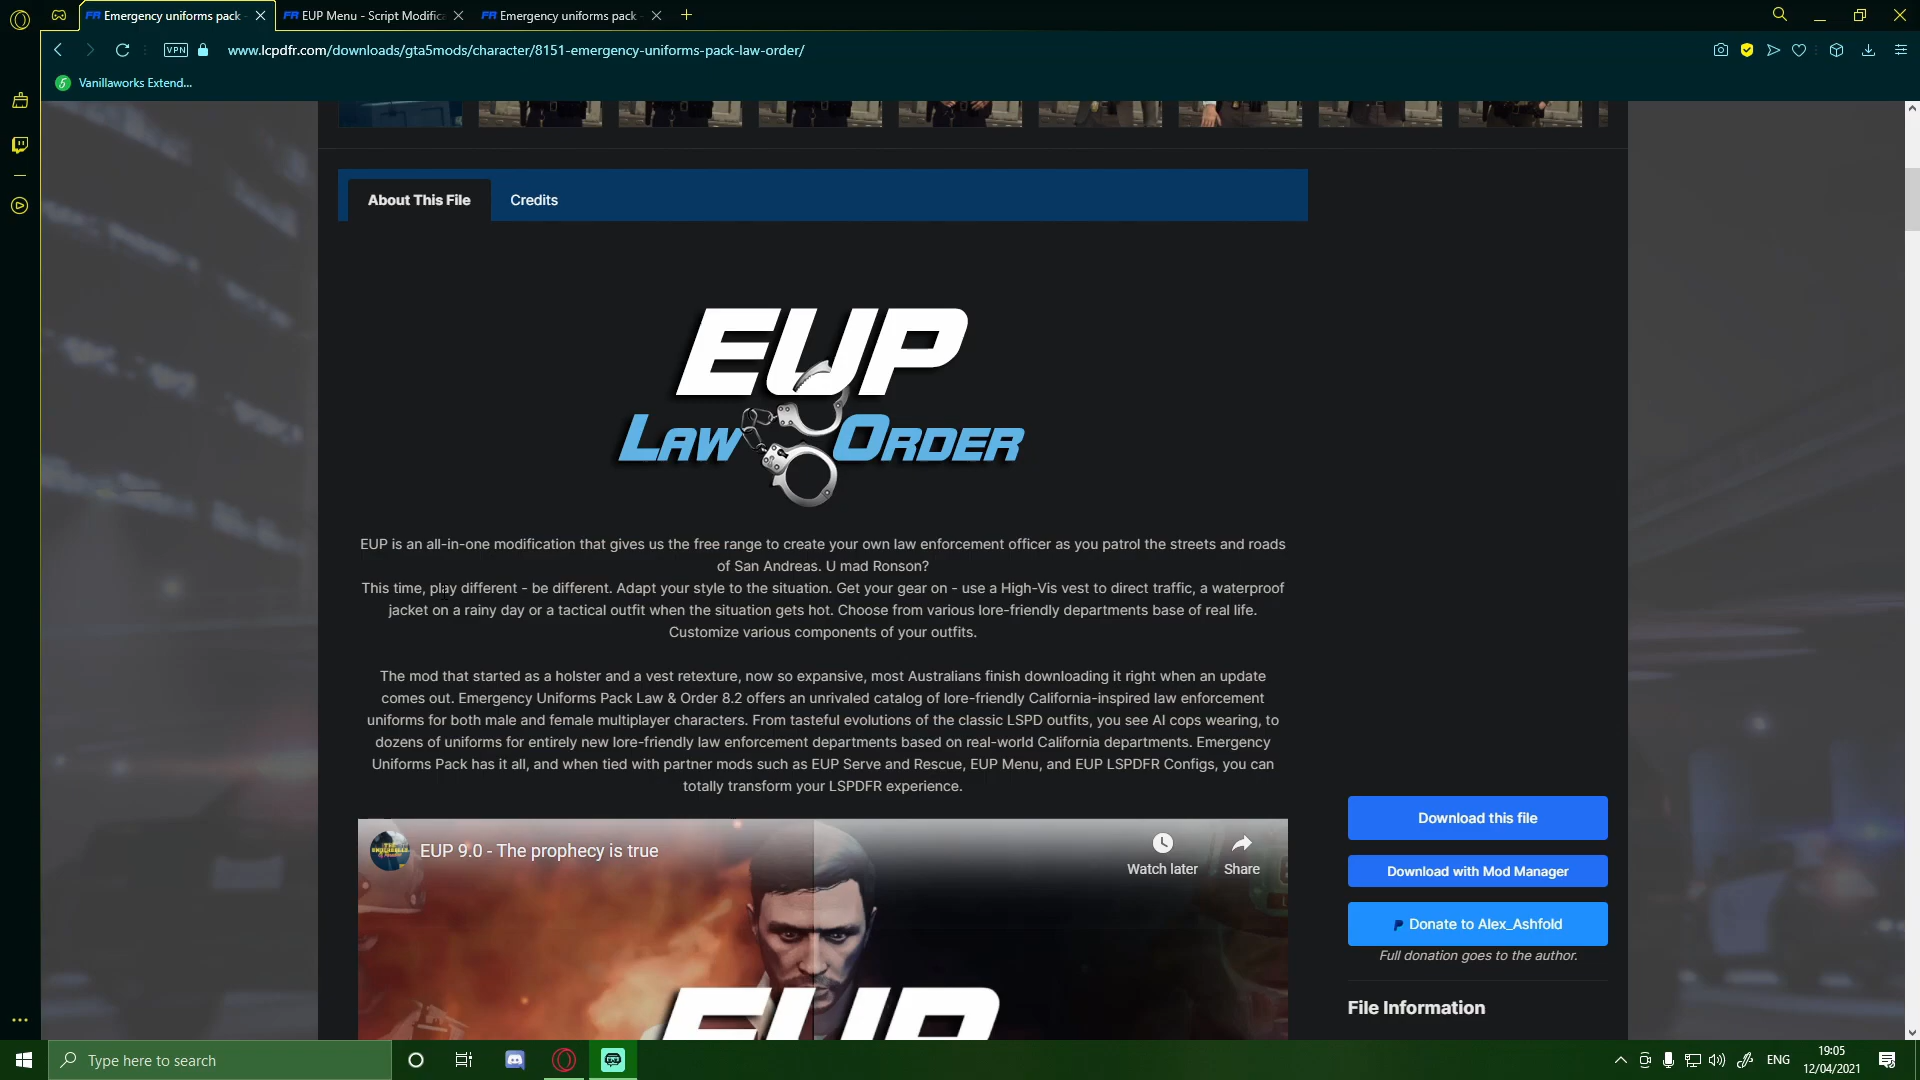 Emergency uniforms pack -
EUP Menu - Script Modifica
Emergency uniforms pack -
VPN
www.lcpdfr.com/downloads/gta5mods/character/8151-emergency-uniforms-pack-law-order/
5 Vanillaworks Extend...
About This File
Credits
EUP
LAW ORDER
EUP is an all-in-one modification that gives us the free range to create your own law enforcement officer as you patrol the streets and roads
of San Andreas. U mad Ronson?
This time, play different - be different. Adapt your style to the situation. Get your gear on - use a High-Vis vest to direct traffic, a waterproof
jacket on a rainy day or a tactical outfit when the situation gets hot. Choose from various lore-friendly departments base of real life.
Customize various components of your outfits.
The mod that started as a holster and a vest retexture, now so expansive, most Australians finish downloading it right when an update
comes out. Emergency Uniforms Pack Law & Order 8.2 offers an unrivaled catalog of lore-friendly California-inspired law enforcement
uniforms for both male and female multiplayer characters. From tasteful evolutions of the classic LSPD outfits, you see AI cops wearing, to
dozens of uniforms for entirely new lore-friendly law enforcement departments based on real-world California departments. Emergency
Uniforms Pack has it all, and when tied with partner mods such as EUP Serve and Rescue, EUP Menu, and EUP LSPDFR Configs, you can
totally transform your LSPDFR experience.
EUP 9.0 - The prophecy is true
Watch later
Share
EUP
Download this file
Download with Mod Manager
Donate to Alex_Ashfold
Full donation goes to the author.
File Information
Type here to search
ENG
19:05
12/04/2021